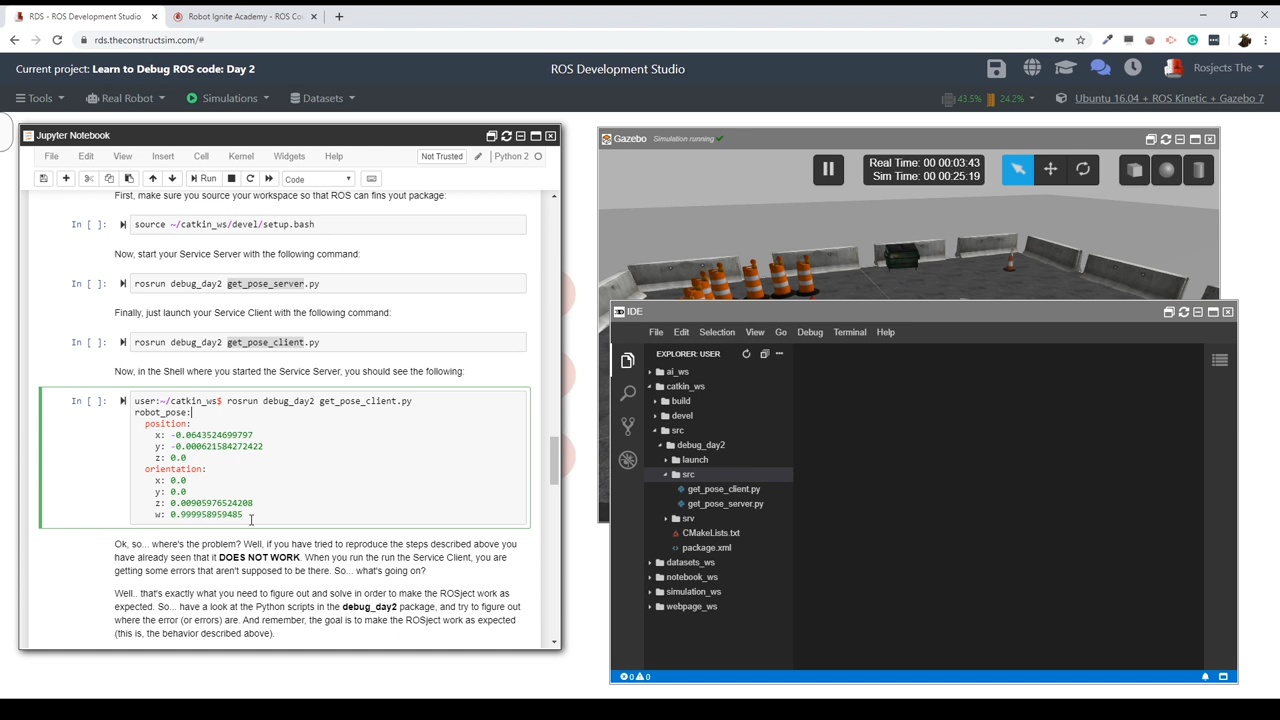 RDS - ROS Development Studio
Robot Ignite Academy - ROS Cou
rds.theconstructsim.com/#
Current project: Learn to Debug ROS code: Day 2
ROS Development Studio
Rosjects The
Tools
Real Robot
Simulations
Datasets
43.5%
24.2%
Ubuntu 16.04 + ROS Kinetic + Gazebo 7
Jupyter Notebook
File Edit View Insert Cell Kernel Widgets Help
Not Trusted
Python 2
Run
Code
First, make sure you source your workspace so that ROS can fins yout package:
In [ ]:
source ~/catkin_ws/devel/setup.bash
Now, start your Service Server with the following command:
In [ ]:
rosrun debug_day2 get_pose_server.py
Finally, just launch your Service Client with the following command:
In [ ]:
rosrun debug_day2 get_pose_client.py
Now, in the Shell where you started the Service Server, you should see the following:
In [ ]:
user:~/catkin_ws$ rosrun debug_day2 get_pose_client.py
robot_pose:
position:
x: -0.0643524699797
y: -0.000621584272422
z: 0.0
orientation:
x: 0.0
y: 0.0
z: 0.00905976524208
w: 0.999958959485
Ok, so... where's the problem? Well, if you have tried to reproduce the steps described above you
have already seen that it DOES NOT WORK. When you run the run the Service Client, you are
getting some errors that aren't supposed to be there. So... what's going on?
Well.. that's exactly what you need to figure out and solve in order to make the ROSject work as
expected. So... have a look at the Python scripts in the debug_day2 package, and try to figure out
where the error (or errors) are. And remember, the goal is to make the ROSject work as expected
(this is, the behavior described above).
Gazebo Simulation running
Real Time: 00 00:03:43
Sim Time: 00 00:25:19
IDE
File Edit Selection View Go Debug Terminal Help
EXPLORER: USER
ai_ws
catkin_ws
build
devel
src
debug_day2
launch
src
get_pose_client.py
get_pose_server.py
srv
CMakeLists.txt
package.xml
datasets_ws
notebook_ws
simulation_ws
webpage_ws
0
0